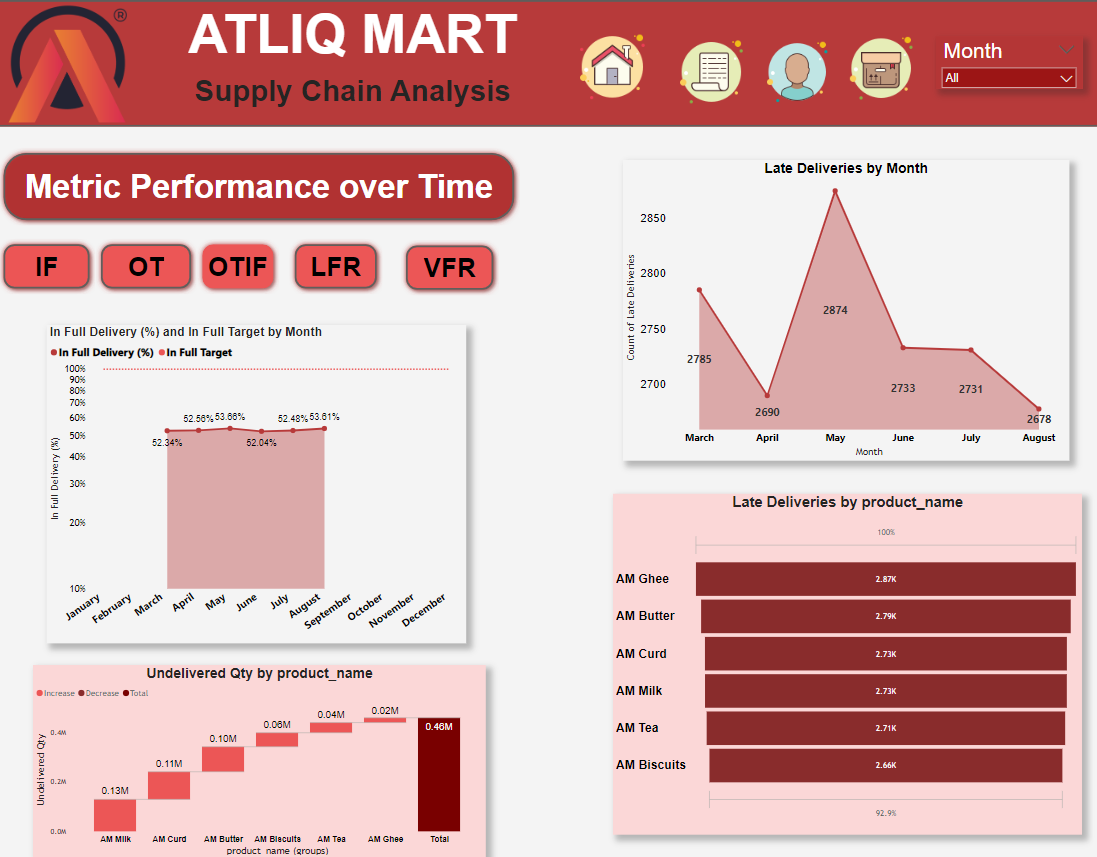 ®
ATLIQ MART
Supply Chain Analysis
Month
All
Metric Performance over Time
IF
OT
OTIF
LFR
VFR
In Full Delivery (%) and In Full Target by Month
In Full Delivery (%) In Full Target
100%
90%
80%
70%
60%
50%
40%
30%
20%
10%
In Full Delivery (%)
52.34%
52.56%
53.66%
52.04%
52.48%
53.61%
January
February
March
April
May
June
July
August
September
October
November
December
Late Deliveries by Month
Count of Late Deliveries
2850
2800
2750
2700
2785
2690
2874
2733
2731
2678
March April May June July August
Month
Undelivered Qty by product_name
Increase Decrease Total
Undelivered Qty
0.4M
0.2M
0.0M
0.13M
0.11M
0.10M
0.06M
0.04M
0.02M
0.46M
AM Milk AM Curd AM Butter AM Biscuits AM Tea AM Ghee Total
product_name (groups)
Late Deliveries by product_name
100%
AM Ghee 2.87K
AM Butter 2.79K
AM Curd 2.73K
AM Milk 2.73K
AM Tea 2.71K
AM Biscuits 2.66K
92.9%